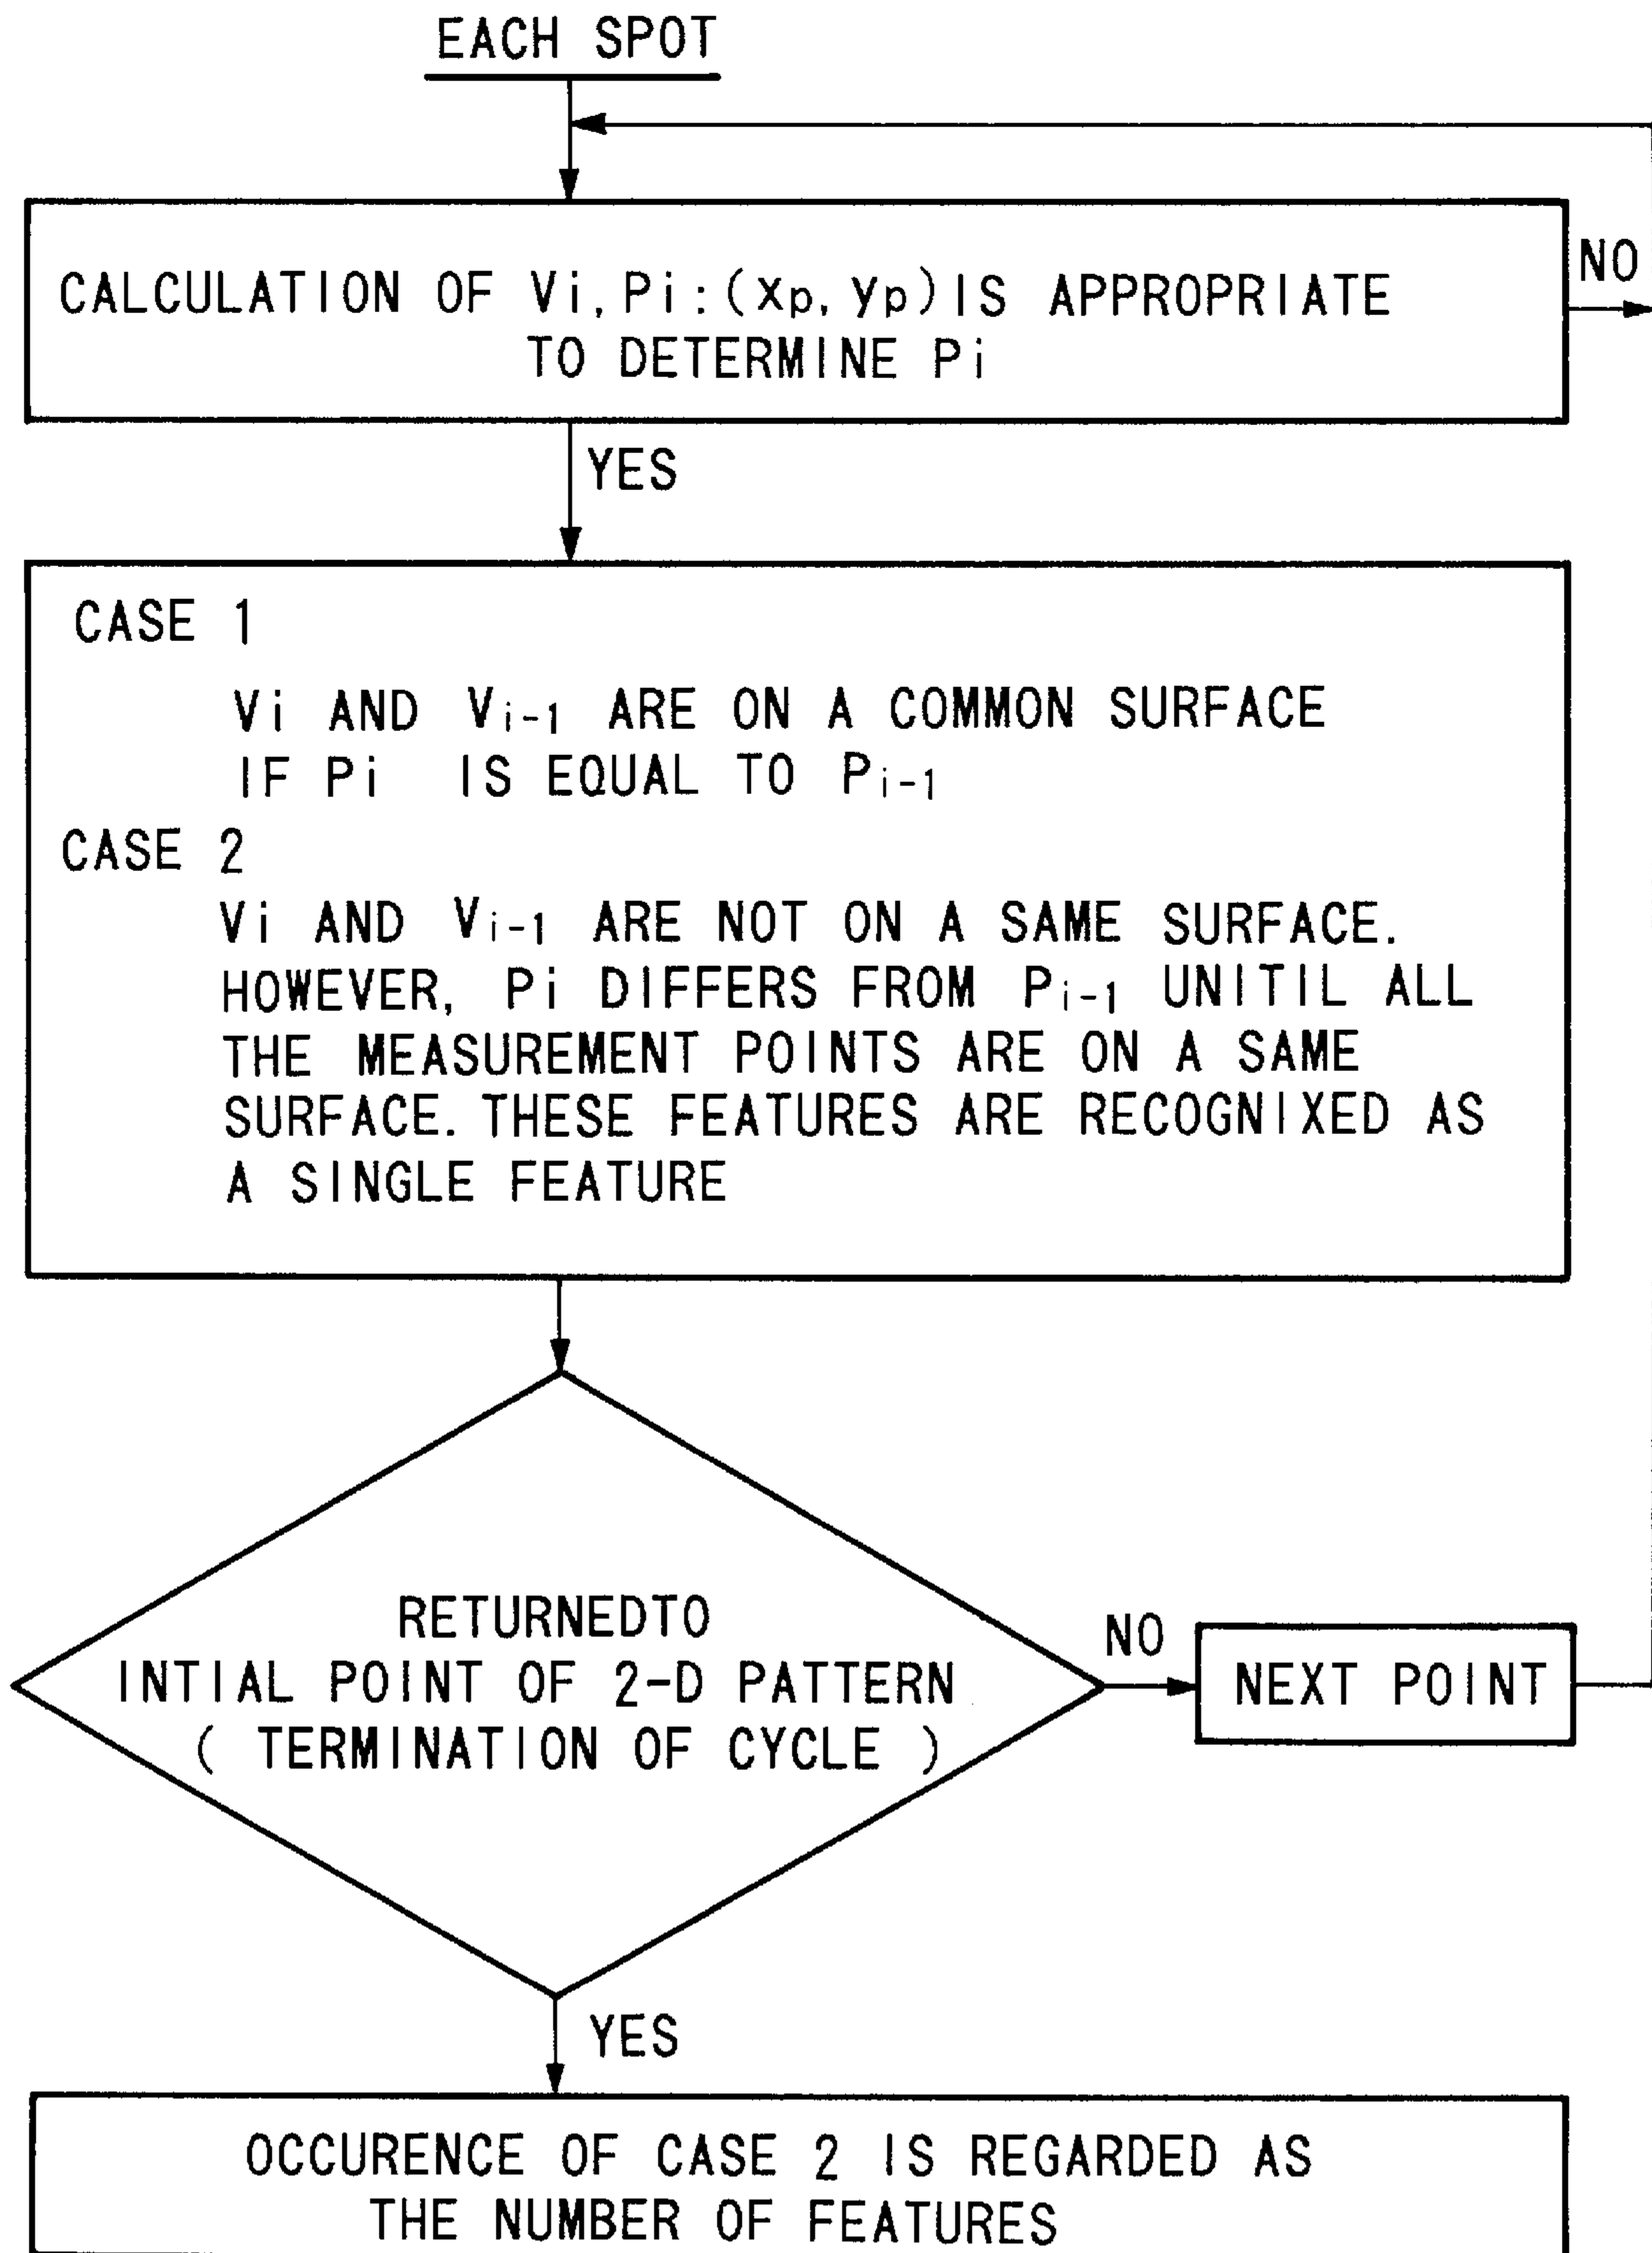 EACH SPOT
CALCULATION OF Vi, Pi:(xp, yp) IS APPROPRIATE
TO DETERMINE Pi
NO
YES
CASE 1
Vi AND Vi-1 ARE ON A COMMON SURFACE
IF Pi IS EQUAL TO Pi-1
CASE 2
Vi AND Vi-1 ARE NOT ON A SAME SURFACE.
HOWEVER, Pi DIFFERS FROM Pi-1 UNITIL ALL
THE MEASUREMENT POINTS ARE ON A SAME
SURFACE. THESE FEATURES ARE RECOGNIXED AS
A SINGLE FEATURE
RETURNEDTO
INTIAL POINT OF 2-D PATTERN
( TERMINATION OF CYCLE )
NO
NEXT POINT
YES
OCCURENCE OF CASE 2 IS REGARDED AS
THE NUMBER OF FEATURES